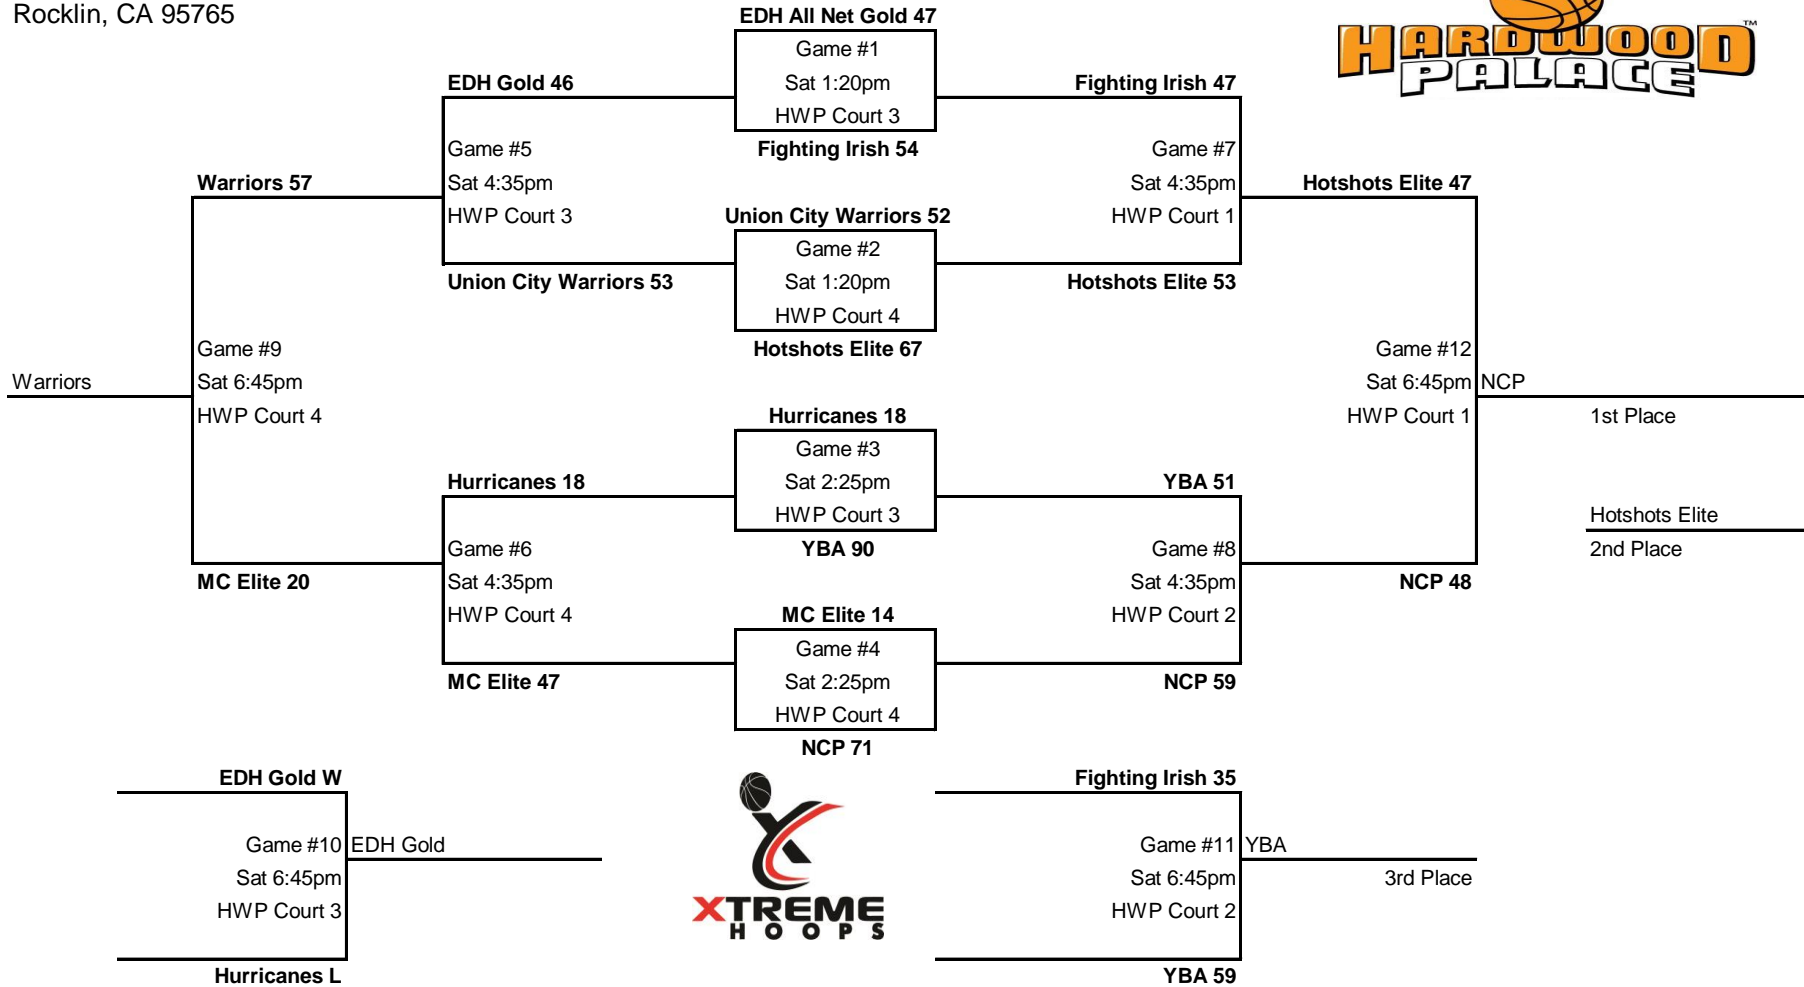 Rocklin, CA 95765
HARDWOOD
PALACE
TM
EDH All Net Gold 47
Game #1
Sat 1:20pm
HWP Court 3
Fighting Irish 54
EDH Gold 46
Game #5
Sat 4:35pm
HWP Court 3
Union City Warriors 53
Fighting Irish 47
Game #7
Sat 4:35pm
HWP Court 1
Hotshots Elite 53
Union City Warriors 52
Game #2
Sat 1:20pm
HWP Court 4
Hotshots Elite 67
Warriors 57
Game #9
Sat 6:45pm
HWP Court 4
MC Elite 20
Warriors
Hotshots Elite 47
Game #12
Sat 6:45pm
HWP Court 1
NCP 48
NCP
1st Place
Hotshots Elite
2nd Place
Hurricanes 18
Game #3
Sat 2:25pm
HWP Court 3
YBA 90
Hurricanes 18
Game #6
Sat 4:35pm
HWP Court 4
MC Elite 47
YBA 51
Game #8
Sat 4:35pm
HWP Court 2
NCP 59
MC Elite 14
Game #4
Sat 2:25pm
HWP Court 4
NCP 71
EDH Gold W
Game #10
Sat 6:45pm
HWP Court 3
Hurricanes L
EDH Gold
XTREME
HOOPS
Fighting Irish 35
Game #11
Sat 6:45pm
HWP Court 2
YBA 59
YBA
3rd Place